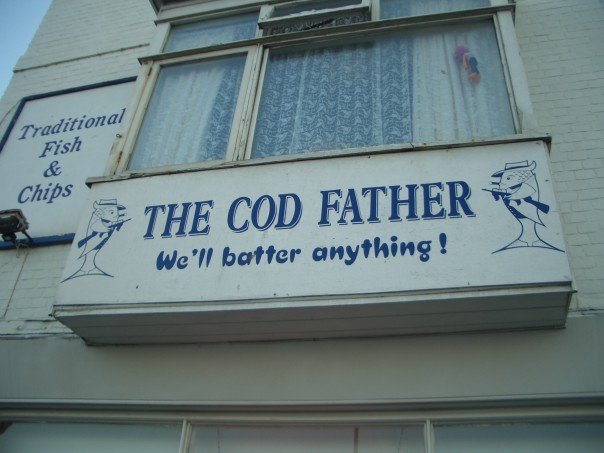 Traditional
Fish
&
Chips
THE COD FATHER
We'll batter anything!